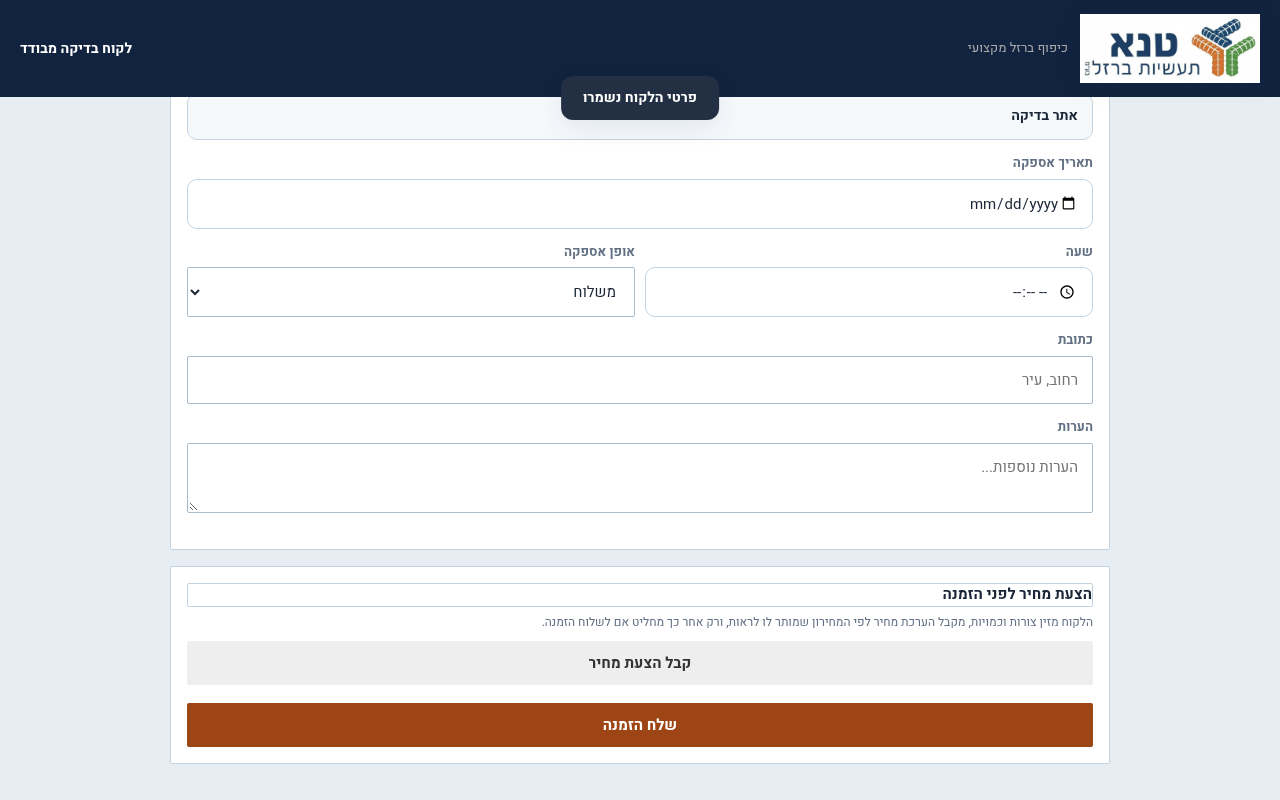 טנא
תעשיות ברזל
כיפוף ברזל מקצועי
לקוח בדיקה מבודד
פרטי הלקוח נשמרו
אתר בדיקה
תאריך אספקה
mm/dd/yyyy
שעה
אופן אספקה
--:-- --
משלוח
כתובת
רחוב, עיר
הערות
הערות נוספות...
הצעת מחיר לפני הזמנה
הלקוח מזין צורות וכמויות, מקבל הערכת מחיר לפי המחירון שמותר לו לראות, ורק אחר כך מחליט אם לשלוח הזמנה.
קבל הצעת מחיר
שלח הזמנה